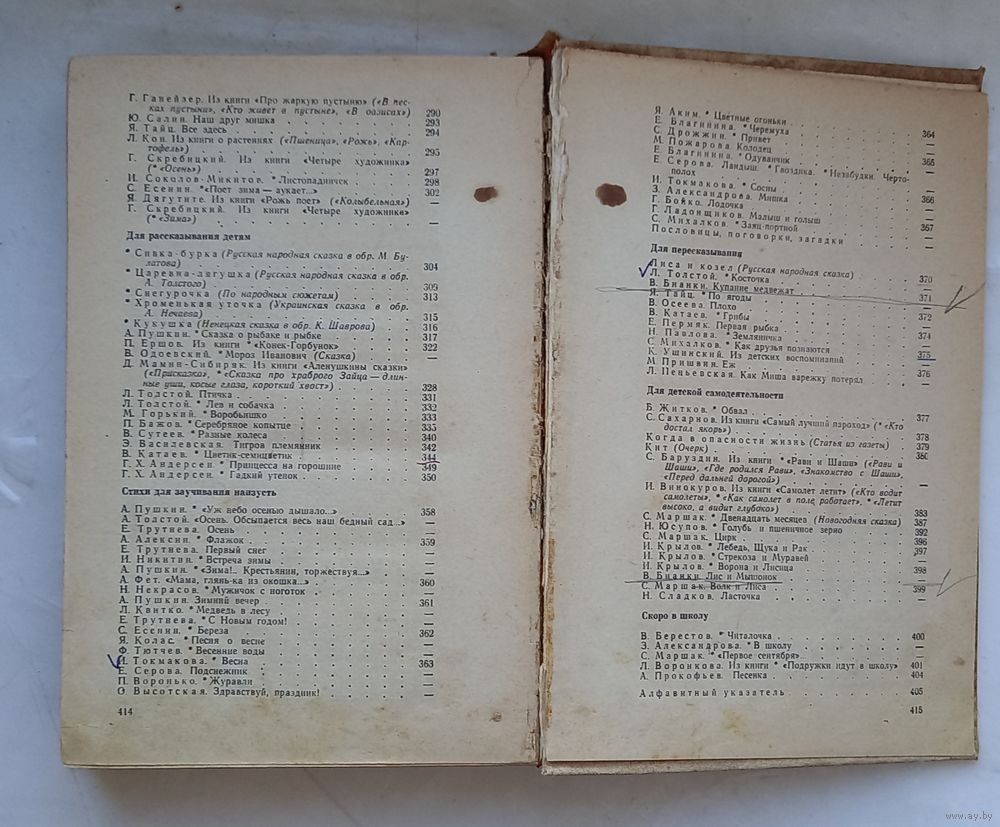 Г. Ганейзер. Из книги «Про жаркую пустыню» («В пес-
ках пустыни», «Кто живет в пустыне», «В оазисах») 290
Ю. Салин. Наш друг мишка 293
Я. Тайц. Все здесь 294
Л. Кон. Из книги о растениях («Пшеница», «Рожь», «Кар-
тофель») 295
Г. Скребицкий. Из книги «Четыре художника»
(* «Осень») 297
И. Соколов-Микитов. * Листопадничек 298
С. Есенин. * «Поет зима — аукает...» 302
Я. Дягутите. Из книги «Рожь поет» («Колыбельная») —
Г. Скребицкий. Из книги «Четыре художника»
(* «Зима») —
Для рассказывания детям
* Сивка-бурка (Русская народная сказка в обр. М. Бу-
латова) 304
* Царевна-лягушка (Русская народная сказка в обр.
А. Толстого) 309
* Снегурочка (По народным сюжетам) 313
* Хроменькая уточка (Украинская сказка в обр.
А. Нечаева) 315
* Кукушка (Ненецкая сказка в обр. К. Шаврова) 316
А. Пушкин. * Сказка о рыбаке и рыбке 317
П. Ершов. Из книги * «Конек-Горбунок» 322
В. Одоевский. * Мороз Иванович (Сказка) —
Д. Мамин-Сибиряк. Из книги «Аленушкины сказки»
(«Присказка», * «Сказка про храброго Зайца — длин-
ные уши, косые глаза, короткий хвост») 328
Л. Толстой. Птичка 331
Л. Толстой. * Лев и собачка 332
М. Горький. * Воробьишко 333
П. Бажов. * Серебряное копытце 335
В. Сутеев. * Разные колеса 340
Э. Василевская. Тигров племянник 342
В. Катаев. * Цветик-семицветик 344
Г. Х. Андерсен. * Принцесса на горошине 349
Г. Х. Андерсен. * Гадкий утенок 350
Стихи для заучивания наизусть
А. Пушкин. * «Уж небо осенью дышало...» 358
А. Толстой. «Осень. Обсыпается весь наш бедный сад...» —
Е. Трутнева. Осень —
А. Алексин. * Флажок 359
Е. Трутнева. Первый снег —
И. Никитин. * Встреча зимы —
А. Пушкин. * «Зима!.. Крестьянин, торжествуя...» —
А. Фет. «Мама, глянь-ка из окошка...» 360
Н. Некрасов. * Мужичок с ноготок —
А. Пушкин. Зимний вечер 361
Л. Квитко. * Медведь в лесу —
Е. Трутнева. * С Новым годом! —
С. Есенин. * Береза 362
Я. Колас. * Песня о весне —
Ф. Тютчев. * Весенние воды —
И. Токмакова. * Весна 363
Е. Серова. Подснежник —
П. Воронько. * Журавли —
О. Высотская. Здравствуй, праздник! —
414
Я. Аким. * Цветные огоньки 364
Е. Благинина. * Черемуха —
С. Дрожжин. * Привет —
М. Пожарова. Колодец 365
Е. Благинина. * Одуванчик —
Е. Серова. Ландыш. * Гвоздика. * Незабудки. Черто-
полох —
И. Токмакова. * Сосны 366
З. Александрова. Мишка —
Г. Бойко. Лодочка —
Г. Ладонщиков. Малыш и голыш 367
С. Михалков. * Заяц-портной —
Пословицы, поговорки, загадки —
Для пересказывания
Лиса и козел (Русская народная сказка) 370
Л. Толстой. * Косточка —
В. Бианки. Купание медвежат 371
Я. Тайц. * По ягоды —
В. Осеева. Плохо 372
В. Катаев. * Грибы —
Е. Пермяк. Первая рыбка 374
Н. Павлова. * Земляничка —
С. Михалков. * Как друзья познаются 375
К. Ушинский. Из детских воспоминаний —
М. Пришвин. Еж 376
Л. Пеньевская. Как Миша варежку потерял —
Для детской самодеятельности
Б. Житков. * Обвал 377
С. Сахарнов. Из книги «Самый лучший пароход» (* «Кто
достал якорь») 378
Когда в опасности жизнь (Статья из газеты) 379
Кит (Очерк) 380
С. Баруздин. Из книги * «Рави и Шаши» («Рави и
Шаши», «Где родился Рави», «Знакомство с Шаши»,
«Перед дальней дорогой») —
И. Винокуров. Из книги «Самолет летит» («Кто водит
самолеты», * «Как самолет в поле работает», * «Летит
высоко, а видит глубоко») 383
С. Маршак. * Двенадцать месяцев (Новогодняя сказка) 387
Н. Юсупов. * Голубь и пшеничное зерно 392
С. Маршак. Цирк 396
И. Крылов. * Лебедь, Щука и Рак 397
И. Крылов. * Стрекоза и Муравей —
И. Крылов. * Ворона и Лисица 398
В. Бианки. Лис и Мышонок —
С. Маршак. Волк и Лиса 399
Н. Сладков. Ласточка —
Скоро в школу
В. Берестов. * Читалочка 400
З. Александрова. * В школу —
С. Маршак. * «Первое сентября» —
Л. Воронкова. Из книги * «Подружки идут в школу» 401
А. Прокофьев. Песенка 404
Алфавитный указатель 405
415
www.ay.by